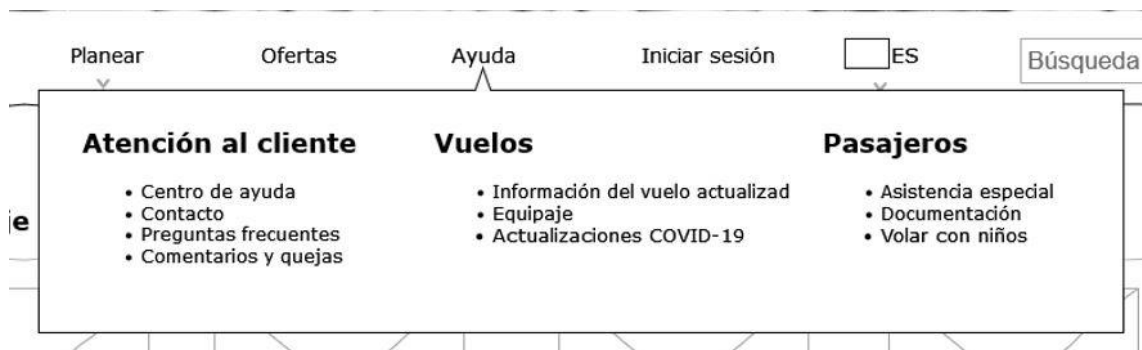 Planear Ofertas Ayuda Iniciar sesión ES Búsqueda
Atención al cliente
• Centro de ayuda
• Contacto
• Preguntas frecuentes
• Comentarios y quejas
Vuelos
• Información del vuelo actualizad
• Equipaje
• Actualizaciones COVID-19
Pasajeros
• Asistencia especial
• Documentación
• Volar con niños